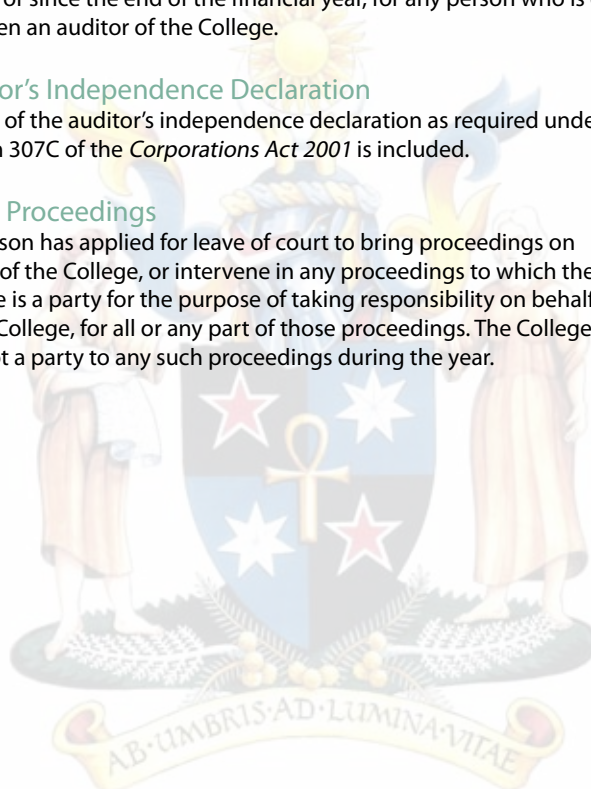 or since the end of the financial year, for any person who is
en an auditor of the College.
or's Independence Declaration
of the auditor's independence declaration as required unde
n 307C of the Corporations Act 2001 is included.
Proceedings
son has applied for leave of court to bring proceedings on
of the College, or intervene in any proceedings to which the
e is a party for the purpose of taking responsibility on behalf
College, for all or any part of those proceedings. The College
ot a party to any such proceedings during the year.
AB·UMBRIS·AD·LUMINA·VITAE